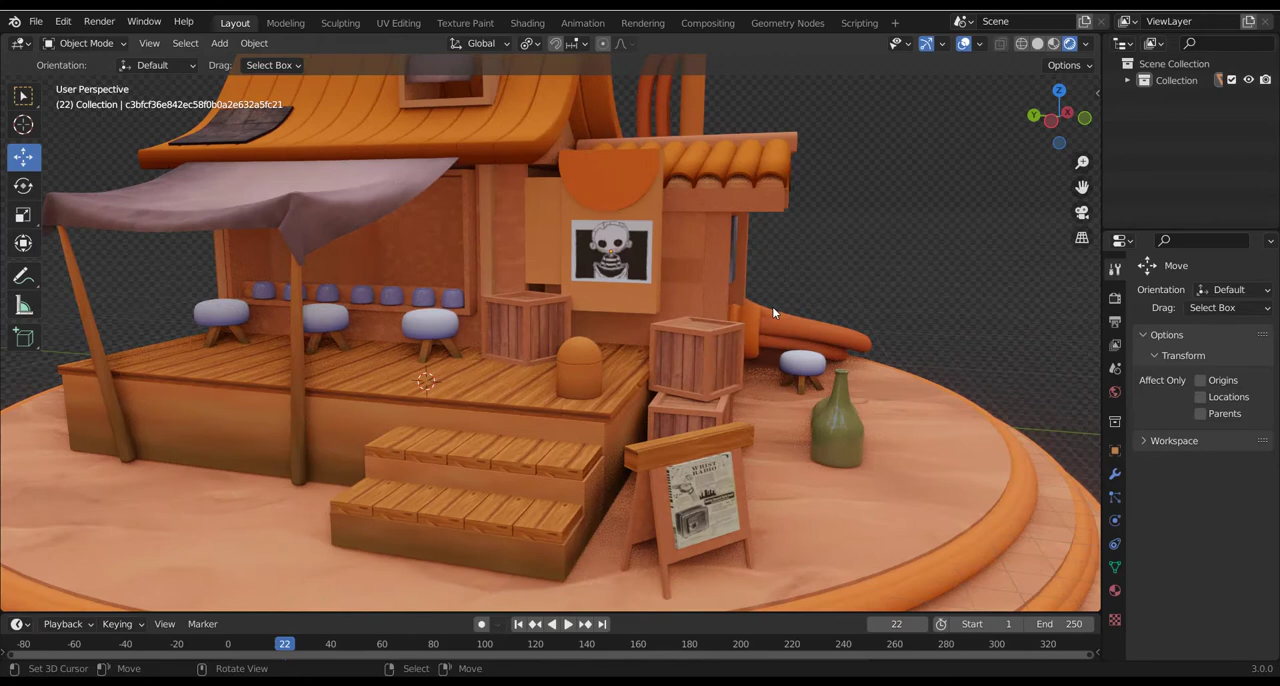 File Edit Render Window Help Layout Modeling Sculpting UV Editing Texture Paint Shading Animation Rendering Compositing Geometry Nodes Scripting + Scene ViewLayer
Object Mode View Select Add Object Global
Orientation: Default Drag: Select Box Options
User Perspective
(22) Collection | c3bfcf36e842ec58f0b0a2e632a5fc21
Z
Y
X
WRIST
RADIO
Scene Collection
Collection
Move
Orientation Default
Drag: Select Box
Options
Transform
Affect Only Origins
Locations
Parents
Workspace
Playback Keying View Marker 22 Start 1 End 250
-80 -60 -40 -20 0 22 40 60 80 100 120 140 160 180 200 220 240 260 280 300 320
Set 3D Cursor Move Rotate View Select Move 3.0.0